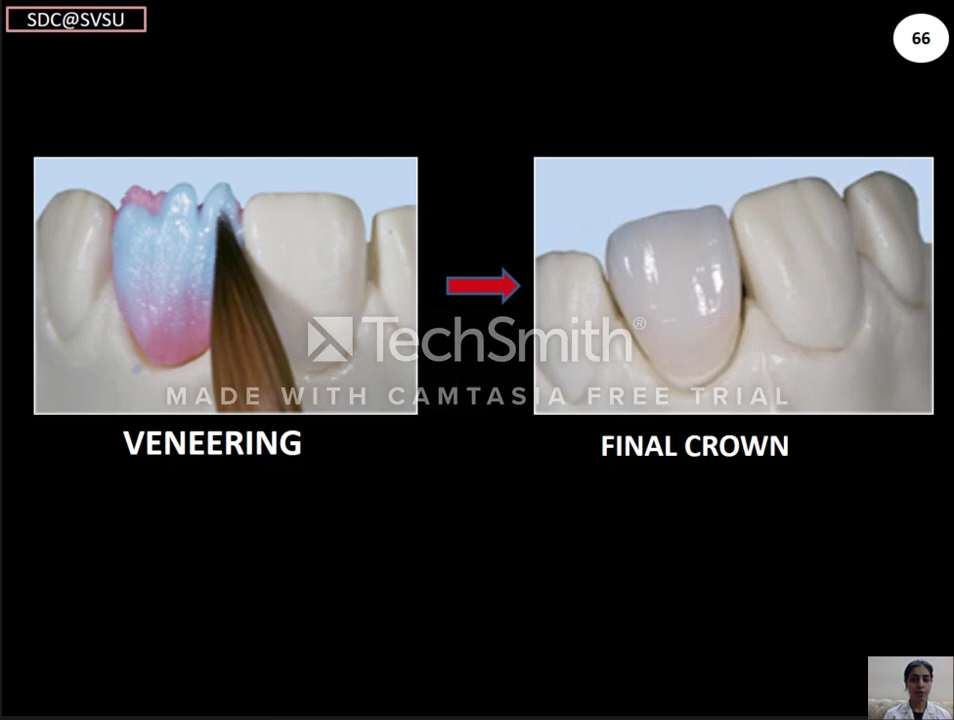 SDC@SVSU
66
TechSmith®
MADE WITH CAMTASIA FREE TRIAL
VENEERING
FINAL CROWN